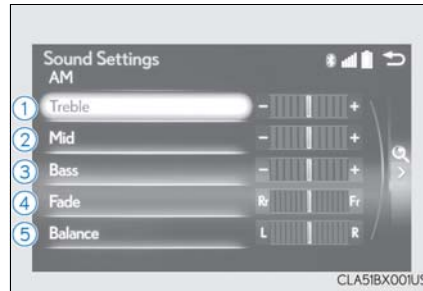 Sound Settings
AM
1 Treble - +
2 Mid - +
3 Bass - +
4 Fade Rr Fr
5 Balance L R
CLA51BX001US